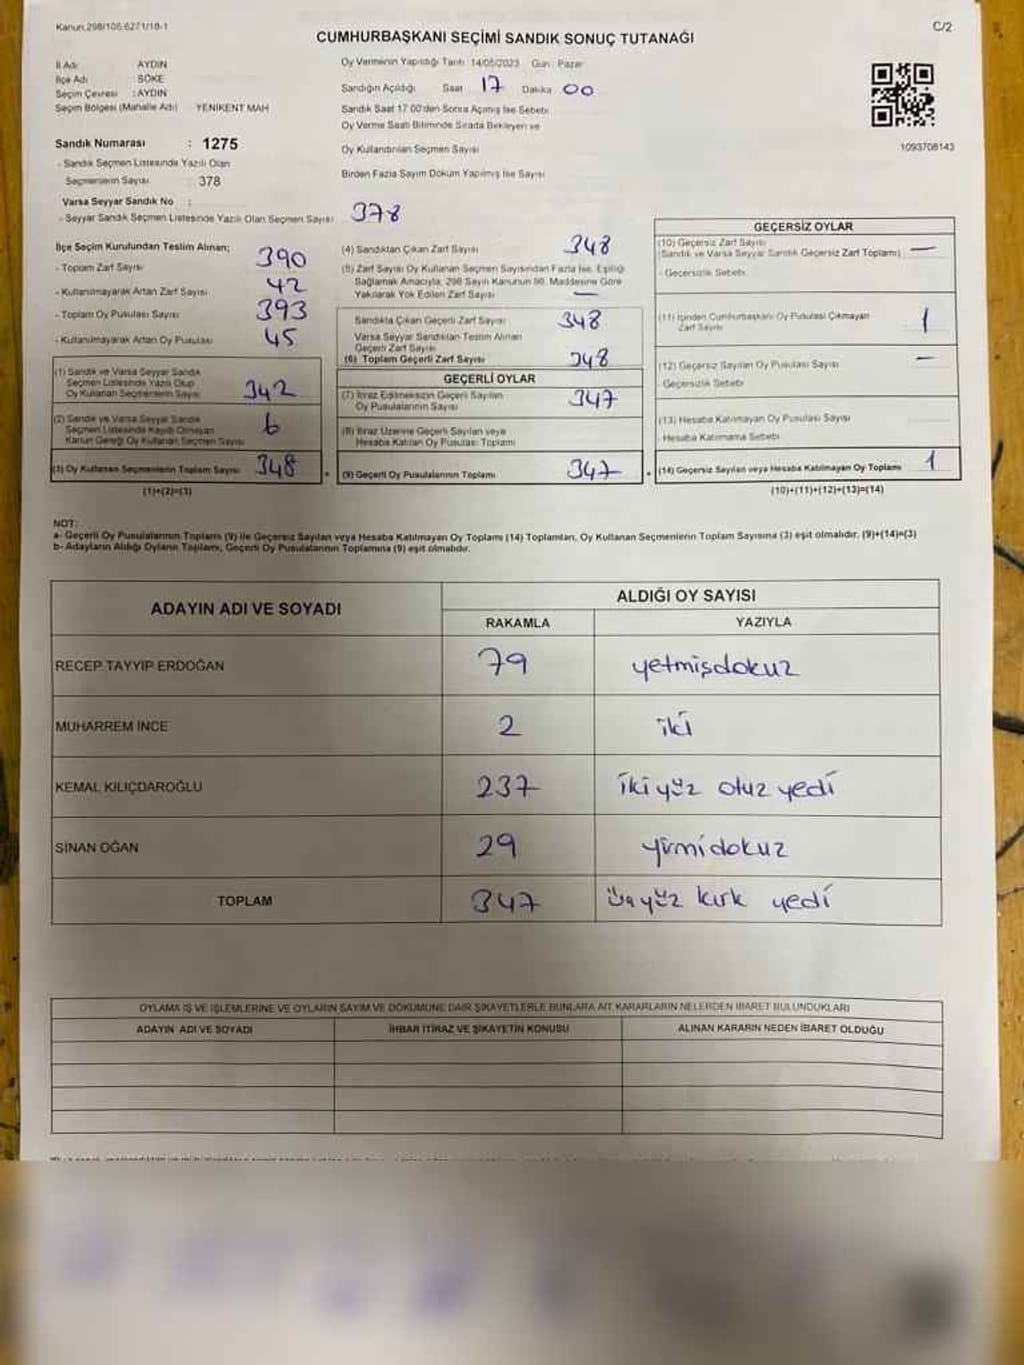 Kanun,298/106,6271/18-1
C/2
CUMHURBAŞKANI SEÇİMİ SANDIK SONUÇ TUTANAĞI
İl Adı AYDIN
İlçe Adı : SÖKE
Seçim Çevresi : AYDIN
Seçim Bölgesi (Mahalle Adı) YENİKENT MAH
Sandık Numarası : 1275
- Sandık Seçmen Listesinde Yazılı Olan
Seçmenlerin Sayısı 378
Varsa Seyyar Sandık No :
- Seyyar Sandık Seçmen Listesinde Yazılı Olan Seçmen Sayısı 378
Oy Vermenin Yapıldığı Tarih 14/05/2023 Gün : Pazar
Sandığın Açıldığı Saat 17 Dakika 00
Sandık Saat 17 00'den Sonra Açılmış İse Sebebi
Oy Verme Saati Bitiminde Sırada Bekleyen ve
Oy Kullandırılan Seçmen Sayısı
Birden Fazla Sayım Döküm Yapılmış İse Sayısı
1093708143
İlçe Seçim Kurulundan Teslim Alınan;
- Toplam Zarf Sayısı 390
- Kullanılmayarak Artan Zarf Sayısı 42
- Toplam Oy Pusulası Sayısı 393
- Kullanılmayarak Artan Oy Pusulası 45
(1) Sandık ve Varsa Seyyar Sandık
Seçmen Listesinde Yazılı Olup
Oy Kullanan Seçmenlerin Sayısı 342
(2) Sandık ve Varsa Seyyar Sandık
Seçmen Listesinde Kaydı Olmayan
Kanun Gereği Oy Kullanan Seçmen Sayısı 6
(3) Oy Kullanan Seçmenlerin Toplam Sayısı 348
(1)+(2)=(3)
(4) Sandıktan Çıkan Zarf Sayısı 348
(5) Zarf Sayısı Oy Kullanan Seçmen Sayısından Fazla İse, Eşitliği
Sağlamak Amacıyla, 298 Sayılı Kanunun 98. Maddesine Göre
Yakılarak Yok Edilen Zarf Sayısı —
Sandıkta Çıkan Geçerli Zarf Sayısı 348
Varsa Seyyar Sandıktan Teslim Alınan
Geçerli Zarf Sayısı
(6) Toplam Geçerli Zarf Sayısı 348
GEÇERLİ OYLAR
(7) İtiraz Edilmeksizin Geçerli Sayılan
Oy Pusulalarının Sayısı 347
(8) İtiraz Üzerine Geçerli Sayılan veya
Hesaba Katılan Oy Pusulası Toplamı
(9) Geçerli Oy Pusulalarının Toplamı 347
GEÇERSİZ OYLAR
(10) Geçersiz Zarf Sayısı
(Sandık ve Varsa Seyyar Sandık Geçersiz Zarf Toplamı) —
- Geçersizlik Sebebi
(11) İçinden Cumhurbaşkanı Oy Pusulası Çıkmayan
Zarf Sayısı 1
(12) Geçersiz Sayılan Oy Pusulası Sayısı —
- Geçersizlik Sebebi
(13) Hesaba Katılmayan Oy Pusulası Sayısı
- Hesaba Katılmama Sebebi
(14) Geçersiz Sayılan veya Hesaba Katılmayan Oy Toplamı 1
(10)+(11)+(12)+(13)=(14)
NOT:
a- Geçerli Oy Pusulalarının Toplamı (9) ile Geçersiz Sayılan veya Hesaba Katılmayan Oy Toplamı (14) Toplamları, Oy Kullanan Seçmenlerin Toplam Sayısına (3) eşit olmalıdır. (9)+(14)=(3)
b- Adayların Aldığı Oyların Toplamı, Geçerli Oy Pusulalarının Toplamına (9) eşit olmalıdır.
ADAYIN ADI VE SOYADI
ALDIĞI OY SAYISI
RAKAMLA YAZIYLA
RECEP TAYYIP ERDOĞAN 79 yetmişdokuz
MUHARREM İNCE 2 iki
KEMAL KILIÇDAROĞLU 237 ikiyüz otuz yedi
SİNAN OĞAN 29 yirmidokuz
TOPLAM 347 üçyüz kırk yedi
OYLAMA İŞ VE İŞLEMLERİNE VE OYLARIN SAYIM VE DÖKÜMÜNE DAİR ŞİKAYETLERLE BUNLARA AİT KARARLARIN NELERDEN İBARET BULUNDUKLARI
ADAYIN ADI VE SOYADI İHBAR İTİRAZ VE ŞİKAYETİN KONUSU ALINAN KARARIN NEDEN İBARET OLDUĞU